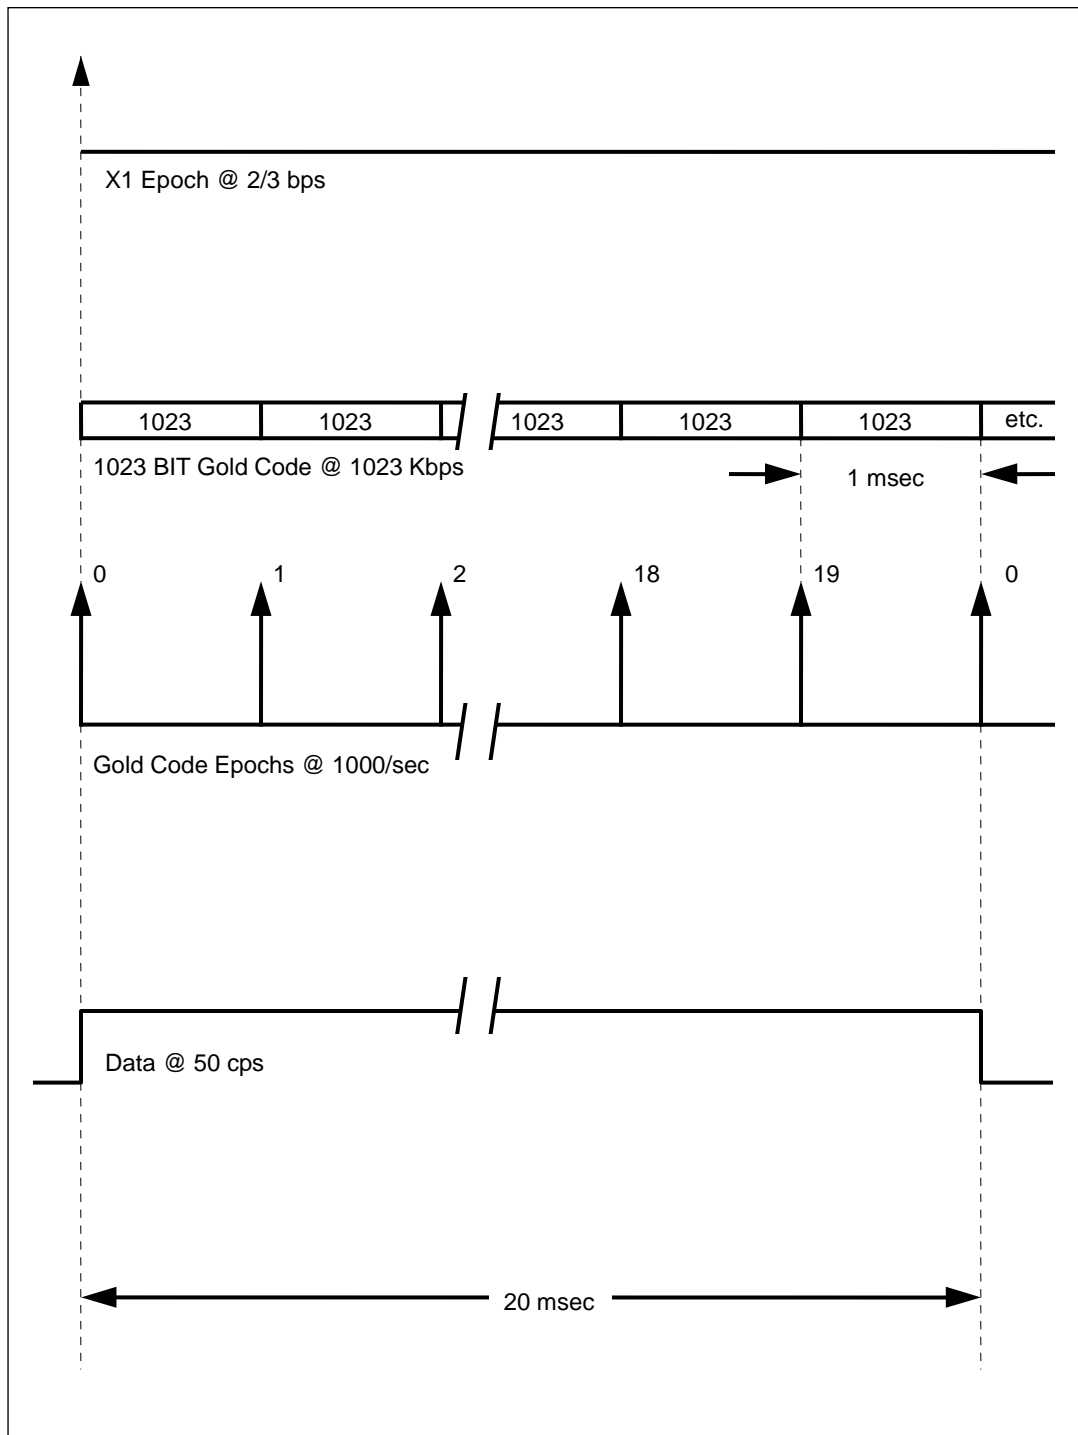 X1 Epoch @ 2/3 bps
1023 1023 1023 1023 1023 etc.
1023 BIT Gold Code @ 1023 Kbps
1 msec
0 1 2 18 19 0
Gold Code Epochs @ 1000/sec
Data @ 50 cps
20 msec